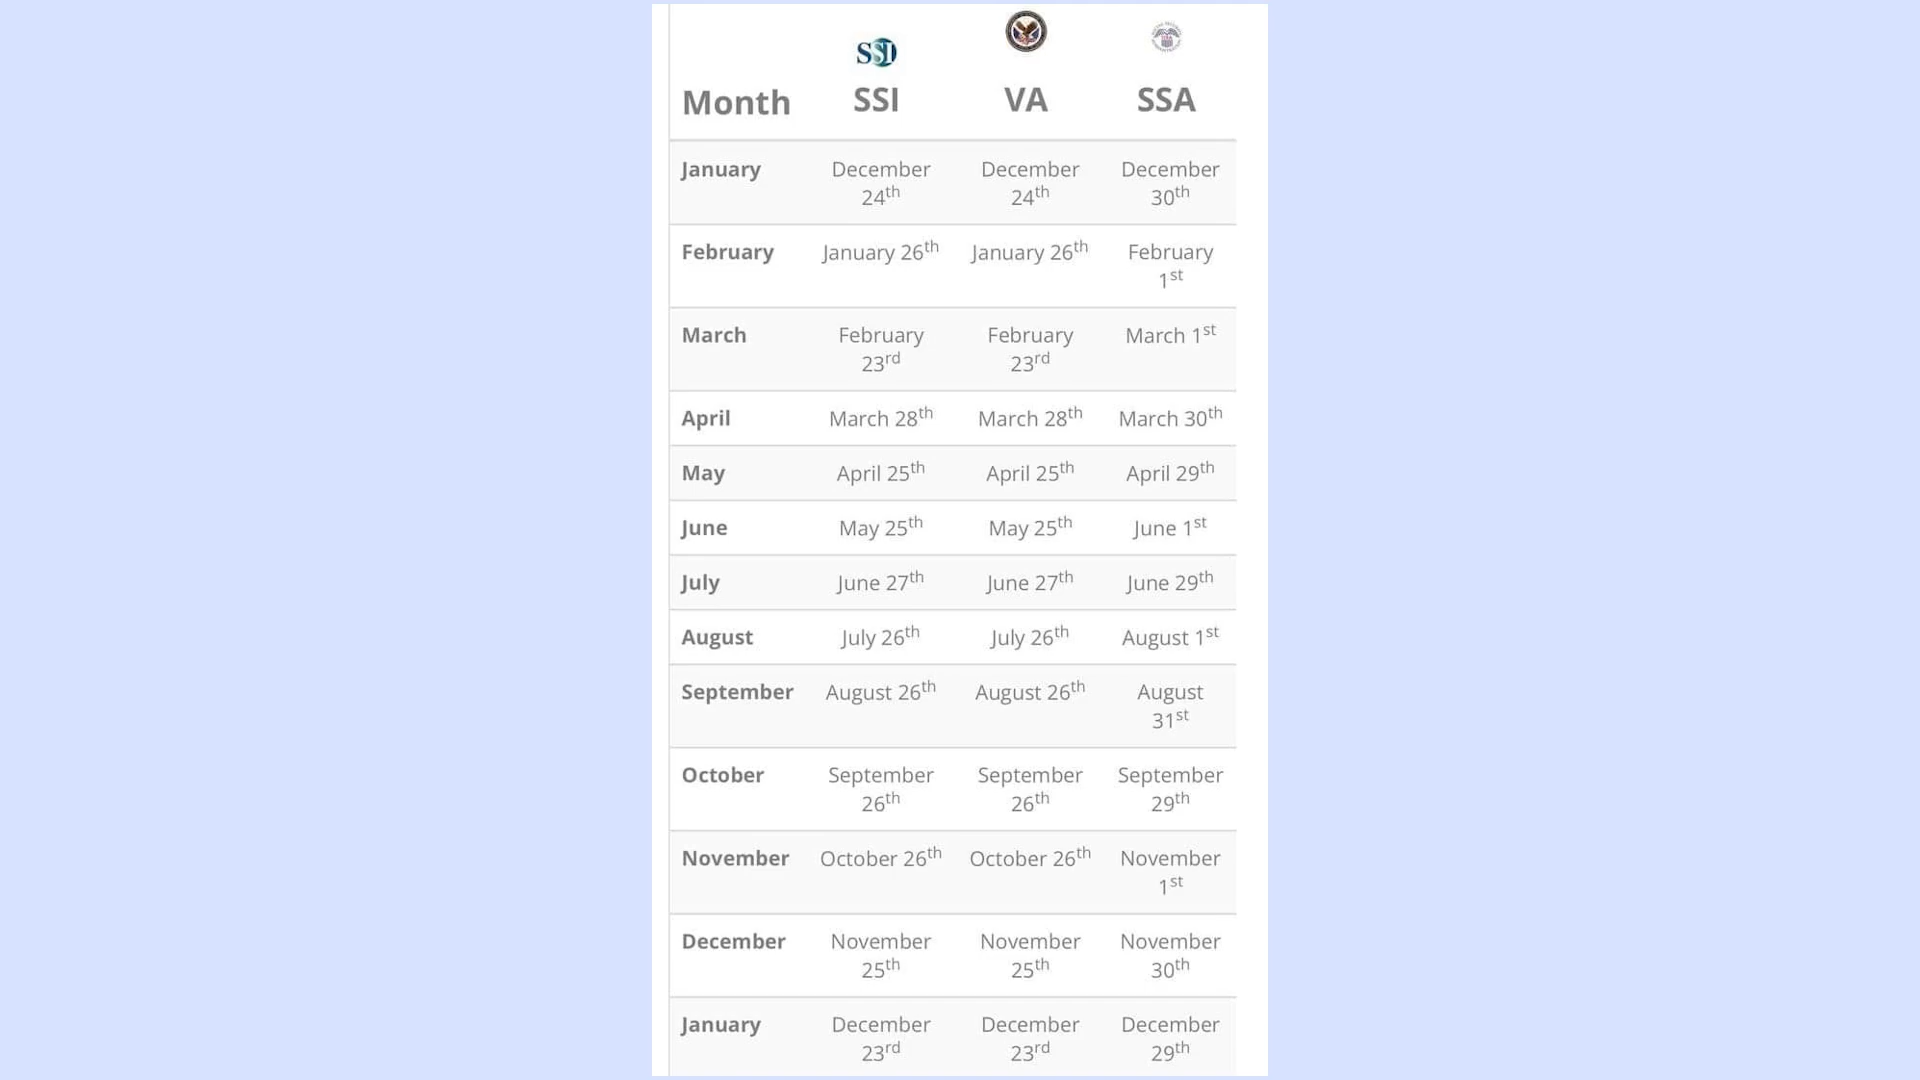 SSI
Month SSI VA SSA
January December 24th December 24th December 30th
February January 26th January 26th February 1st
March February 23rd February 23rd March 1st
April March 28th March 28th March 30th
May April 25th April 25th April 29th
June May 25th May 25th June 1st
July June 27th June 27th June 29th
August July 26th July 26th August 1st
September August 26th August 26th August 31st
October September 26th September 26th September 29th
November October 26th October 26th November 1st
December November 25th November 25th November 30th
January December 23rd December 23rd December 29th